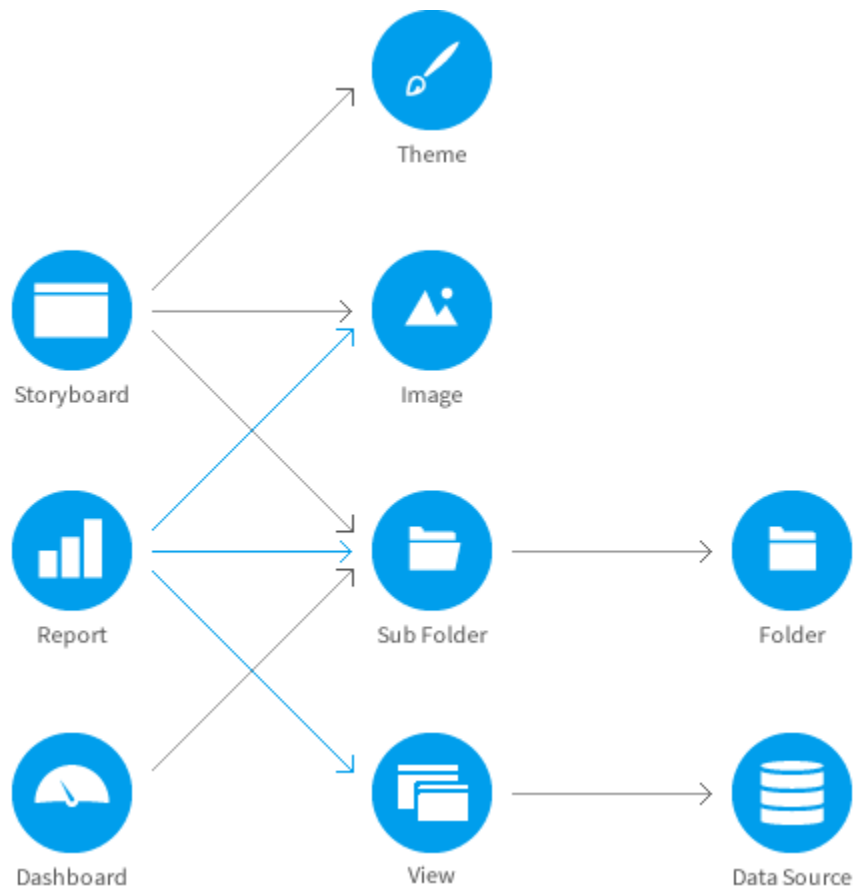 Theme
Storyboard
Image
Report
Sub Folder
Folder
Dashboard
View
Data Source